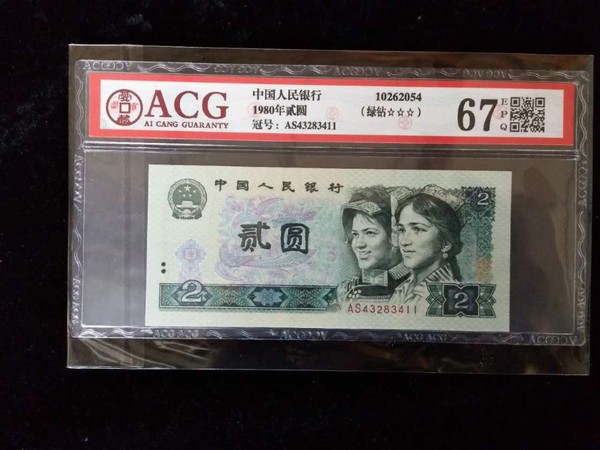 ACG
AI CANG GUARANTY
中国人民银行
1980年贰圆
冠号: AS43283411
10262054
(绿钻☆☆☆)
67
EPQ
中国人民银行
贰圆
2
2
2
AS43283411